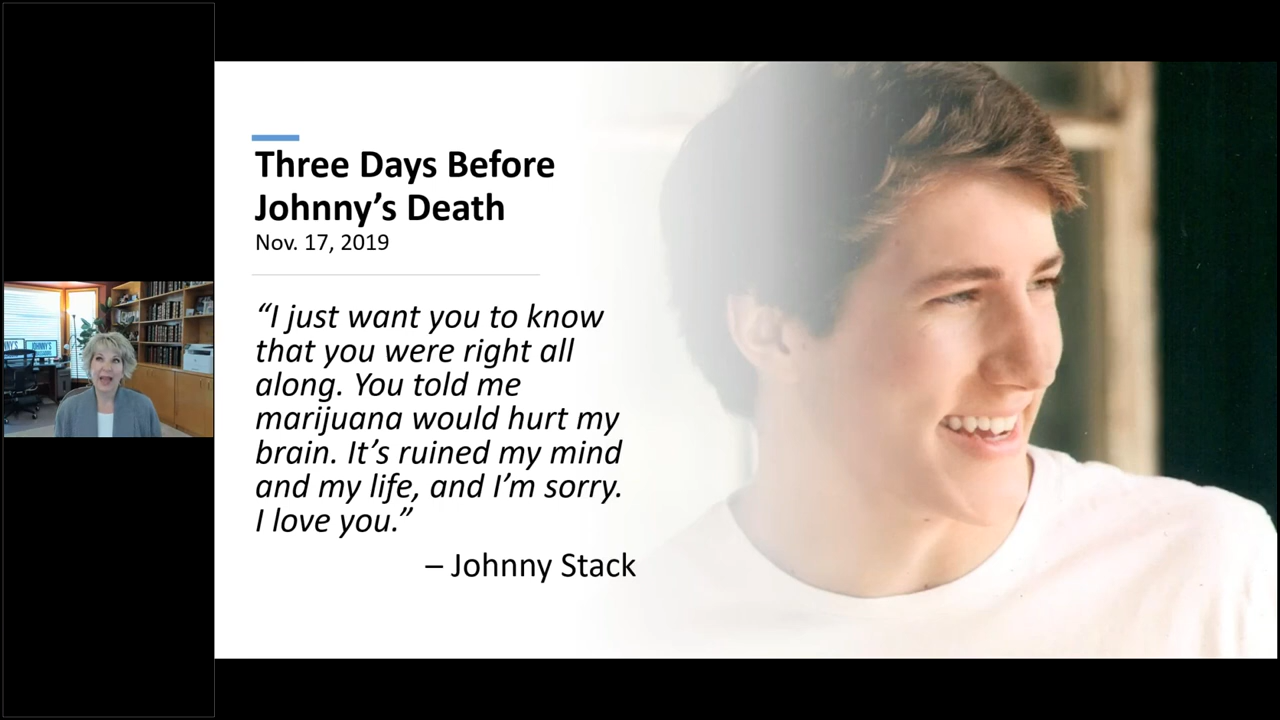 Three Days Before
Johnny’s Death
Nov. 17, 2019
“I just want you to know
that you were right all
along. You told me
marijuana would hurt my
brain. It’s ruined my mind
and my life, and I’m sorry.
I love you.”
– Johnny Stack